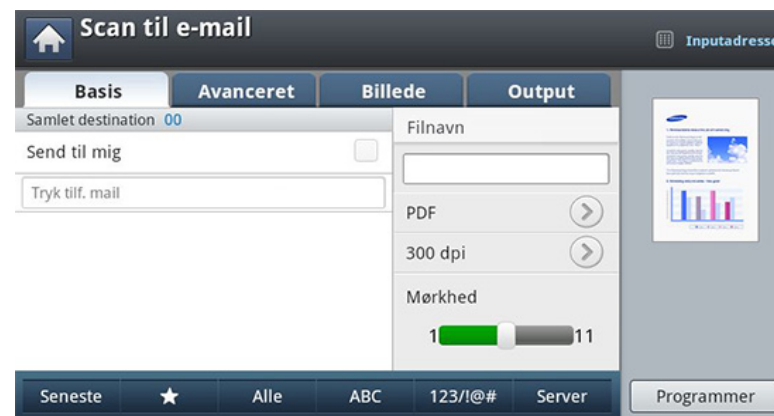 Scan til e-mail
Inputadresse
Basis
Avanceret
Billede
Output
Samlet destination 00
Send til mig
Tryk tilf. mail
Filnavn
PDF
300 dpi
Mørkhed
1
11
Seneste
Alle
ABC
123/!@#
Server
Programmer